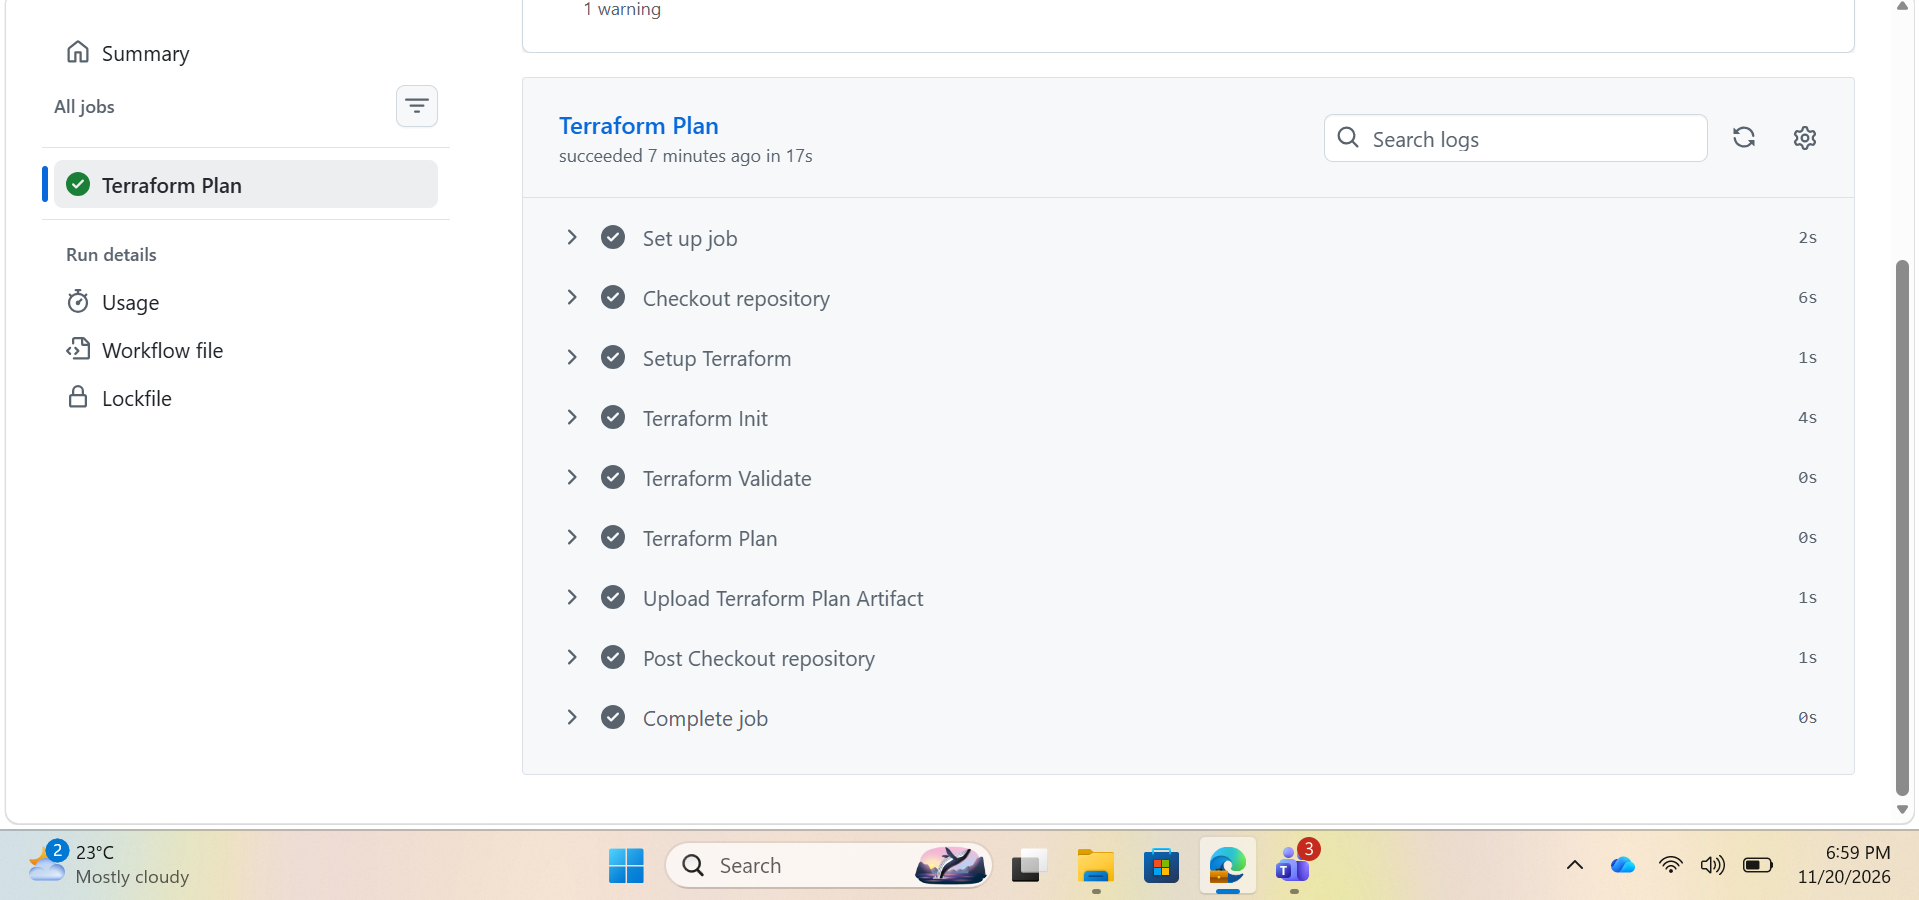 1 warning
Summary
All jobs
Terraform Plan
Run details
Usage
Workflow file
Lockfile
Terraform Plan
succeeded 7 minutes ago in 17s
Search logs
Set up job 2s
Checkout repository 6s
Setup Terraform 1s
Terraform Init 4s
Terraform Validate 0s
Terraform Plan 0s
Upload Terraform Plan Artifact 1s
Post Checkout repository 1s
Complete job 0s
2
23°C
Mostly cloudy
Search
T
3
6:59 PM
11/20/2026